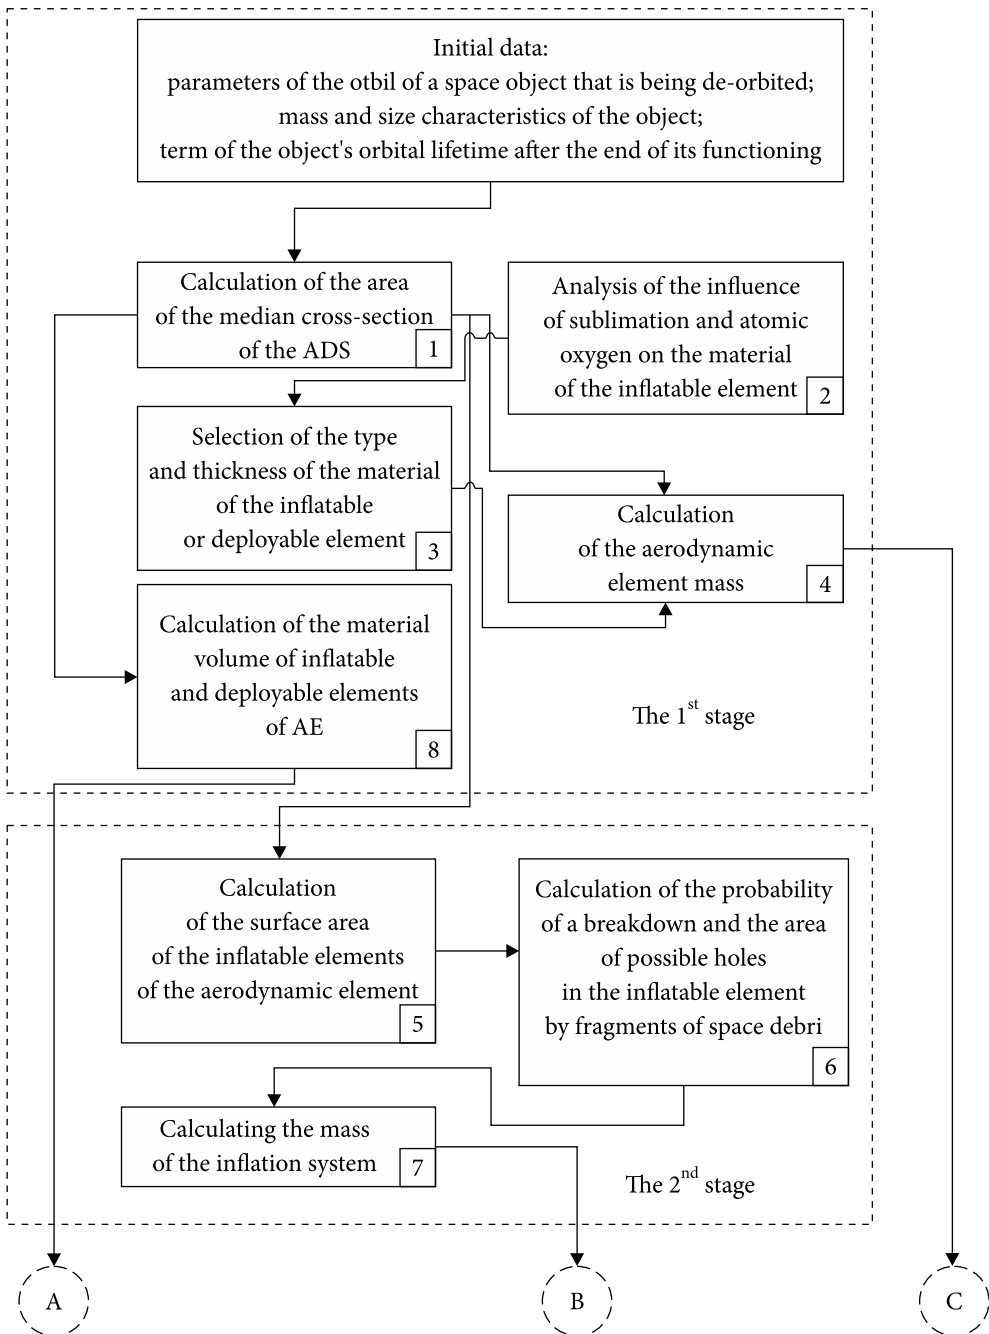 Initial data:
parameters of the otbil of a space object that is being de-orbited;
mass and size characteristics of the object;
term of the object's orbital lifetime after the end of its functioning
Calculation of the area
of the median cross-section
of the ADS
1
Analysis of the influence
of sublimation and atomic
oxygen on the material
of the inflatable element
2
Selection of the type
and thickness of the material
of the inflatable
or deployable element
3
Calculation
of the aerodynamic
element mass
4
Calculation of the material
volume of inflatable
and deployable elements
of AE
8
The 1st stage
Calculation
of the surface area
of the inflatable elements
of the aerodynamic element
5
Calculation of the probability
of a breakdown and the area
of possible holes
in the inflatable element
by fragments of space debri
6
Calculating the mass
of the inflation system
7
The 2nd stage
A
B
C